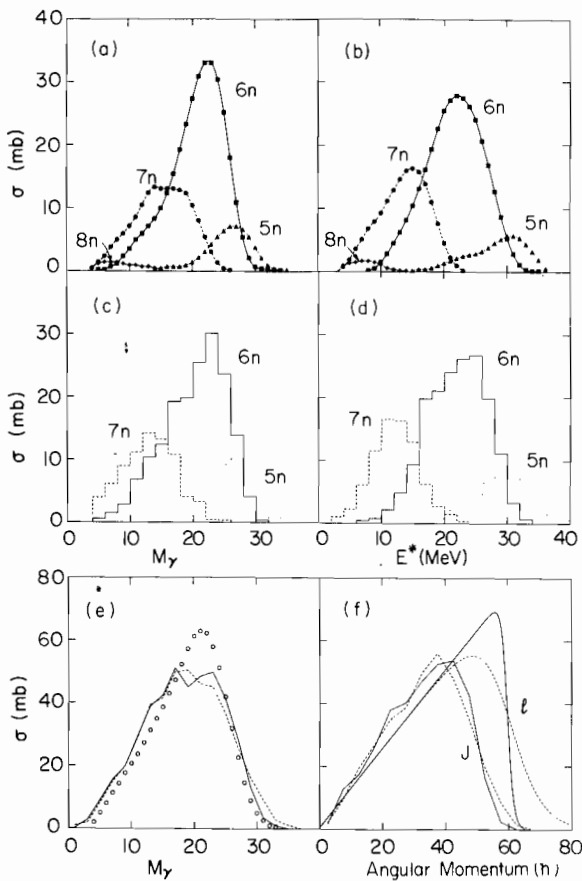 40
30
20
10
0
σ (mb)
(a)
6n
7n
8n
5n
(b)
6n
7n
8n
5n
30
20
10
0
σ (mb)
(c)
6n
7n
5n
0 10 20 30
Mγ
(d)
6n
7n
5n
0 10 20 30 40
E*(MeV)
80
60
40
20
0
σ (mb)
(e)
0 10 20 30
Mγ
(f)
ℓ
J
0 20 40 60 80
Angular Momentum (ħ)